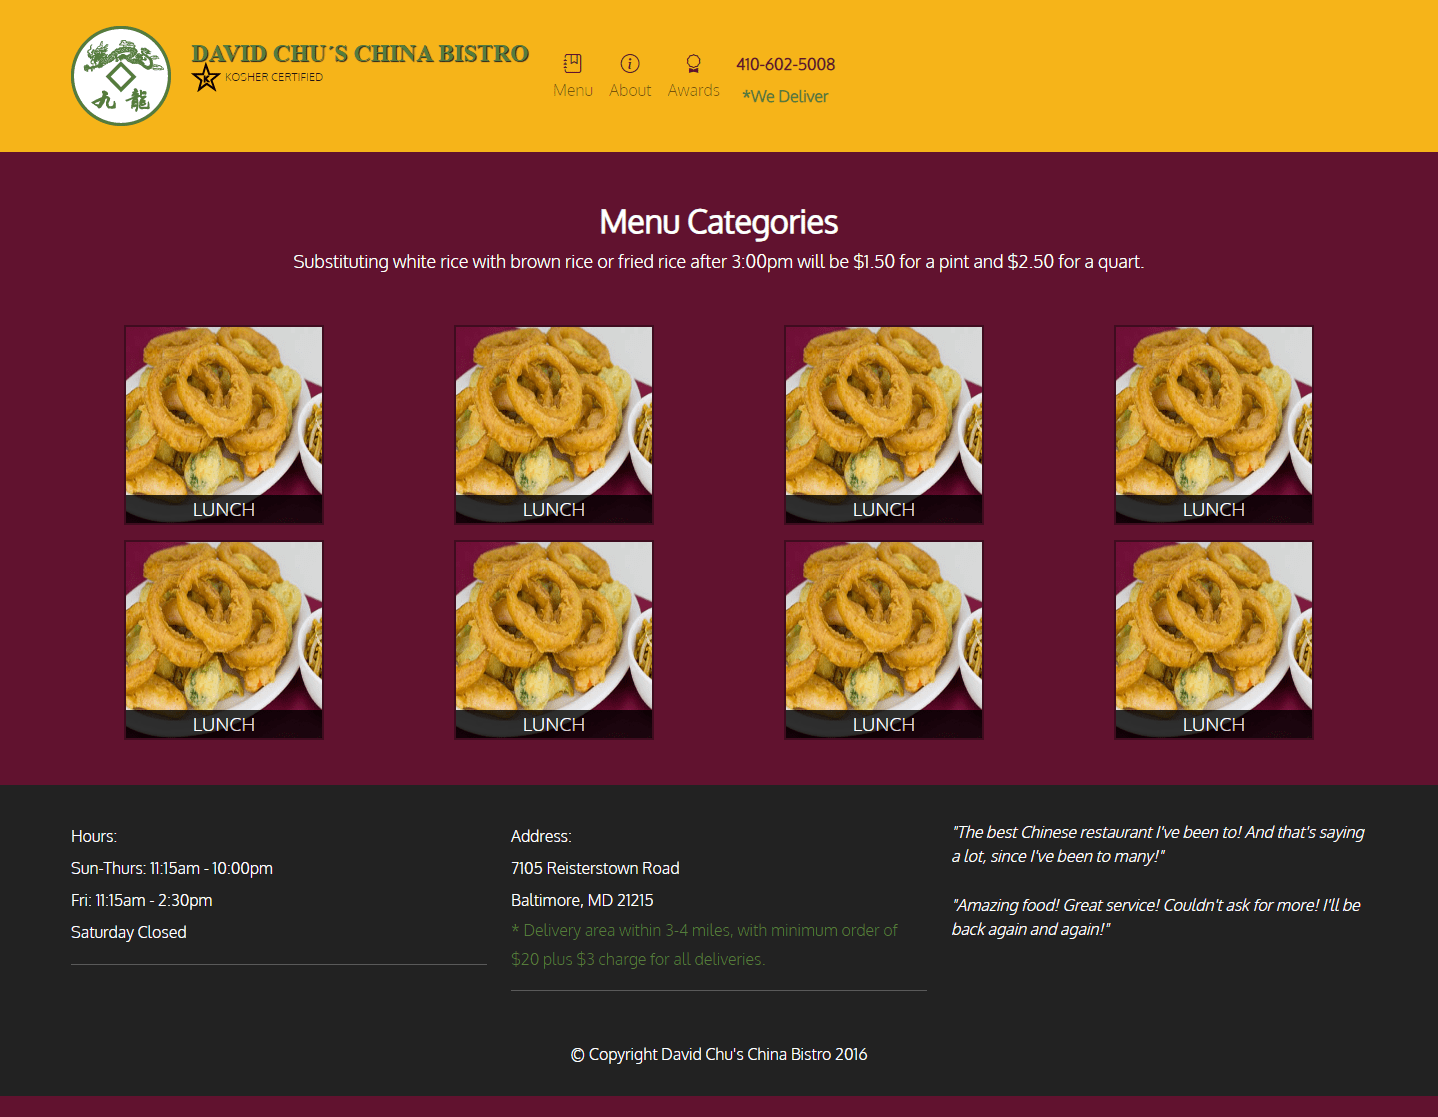 九 龍
DAVID CHU´S CHINA BISTRO
K
KOSHER CERTIFIED
Menu
About
Awards
410-602-5008
*We Deliver
Menu Categories
Substituting white rice with brown rice or fried rice after 3:00pm will be $1.50 for a pint and $2.50 for a quart.
LUNCH
LUNCH
LUNCH
LUNCH
LUNCH
LUNCH
LUNCH
LUNCH
Hours:
Sun-Thurs: 11:15am - 10:00pm
Fri: 11:15am - 2:30pm
Saturday Closed
Address:
7105 Reisterstown Road
Baltimore, MD 21215
* Delivery area within 3-4 miles, with minimum order of
$20 plus $3 charge for all deliveries.
"The best Chinese restaurant I've been to! And that's saying
a lot, since I've been to many!"
"Amazing food! Great service! Couldn't ask for more! I'll be
back again and again!"
© Copyright David Chu's China Bistro 2016